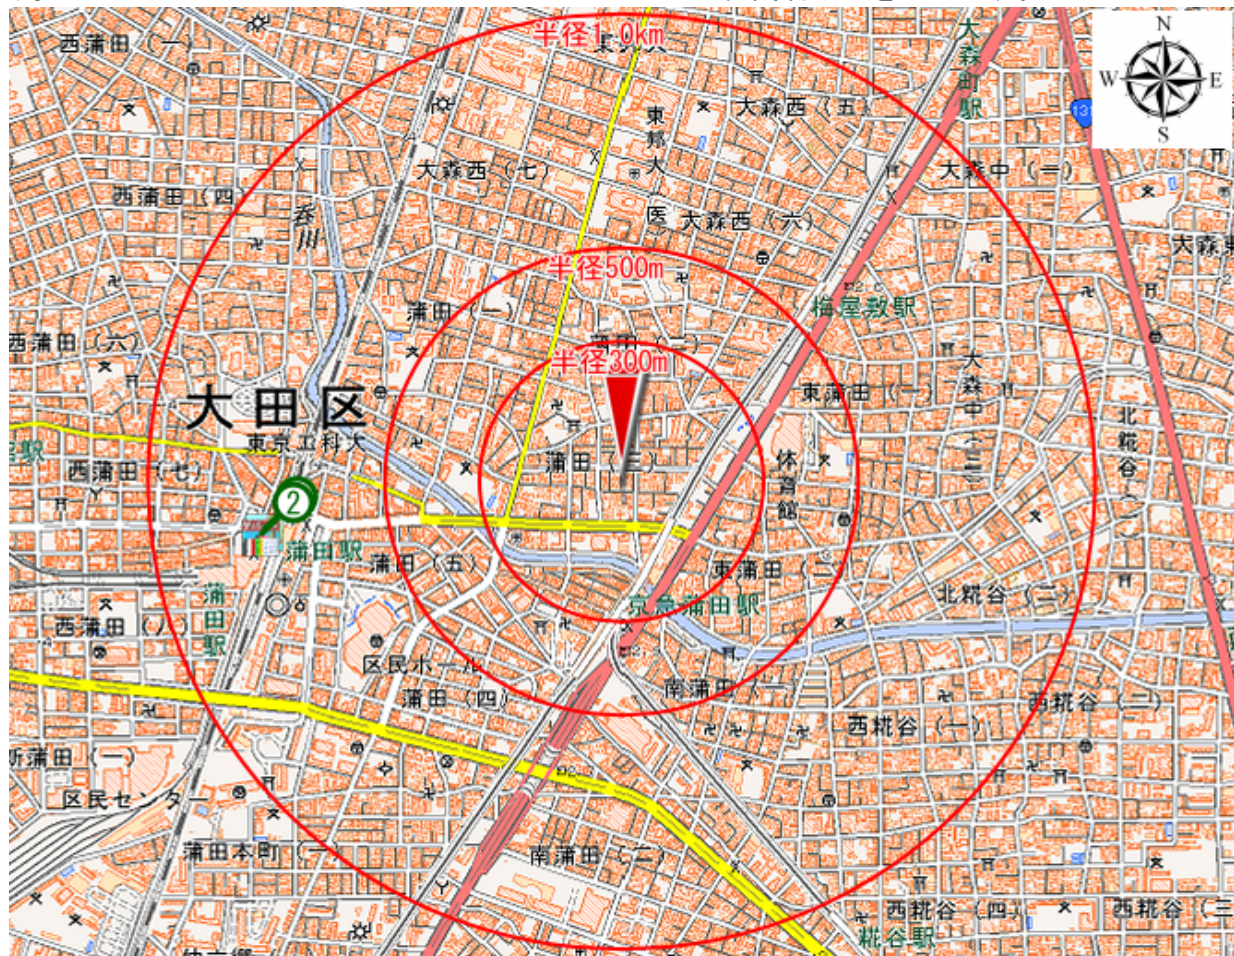 半径1.0km
西蒲田(一)
大森町駅
N
W
E
S
131
大森西(五)
東邦大医
大森西(七)
大森中(一)
西蒲田(四)
呑川
大森西(六)
半径500m
梅屋敷駅
蒲田(一)
西蒲田(六)
蒲田(二)
半径300m
大森中(三)
東蒲田(一)
大田区
北糀谷(一)
東京工科大
西蒲田(七)
蒲田(三)
体育館
2
蒲田駅
蒲田(五)
東蒲田(二)
蒲田駅
京急蒲田駅
北糀谷(二)
西蒲田(八)
区民ホール
蒲田(四)
南蒲田(一)
西糀谷(二)
西糀谷(一)
新蒲田(一)
区民センタ
蒲田本町(一)
南蒲田(二)
西糀谷(四)
西糀谷(三
糀谷駅